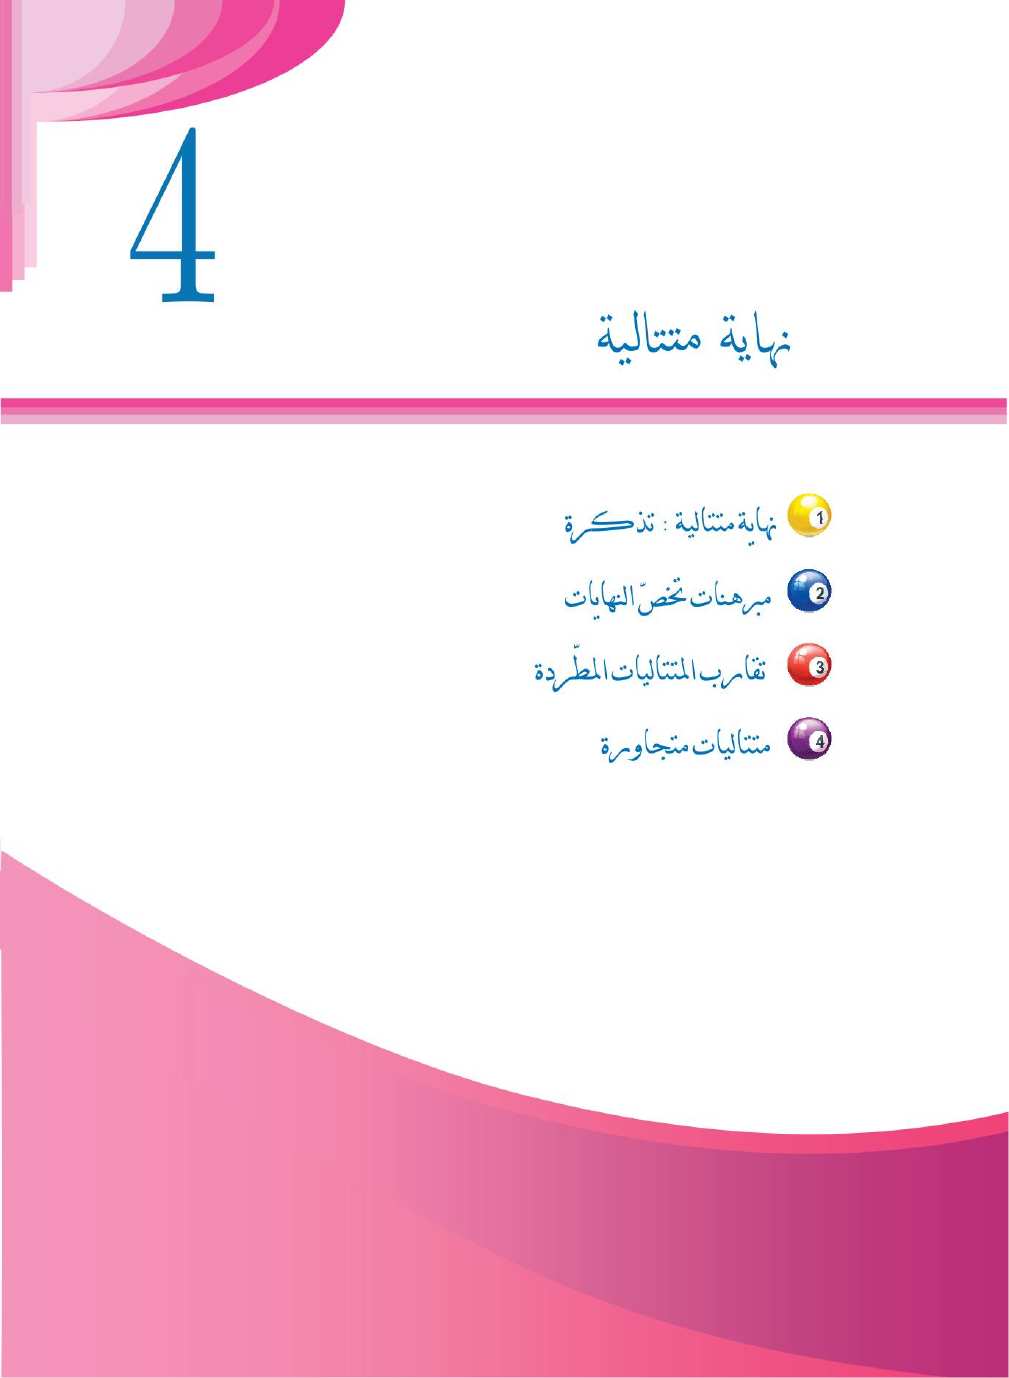 4
نهاية متتالية
1 نهاية متتالية : تذكرة
2 مبرهنات تخصّ النهايات
3 تقارب المتتاليات المطّردة
4 متتاليات متجاورة